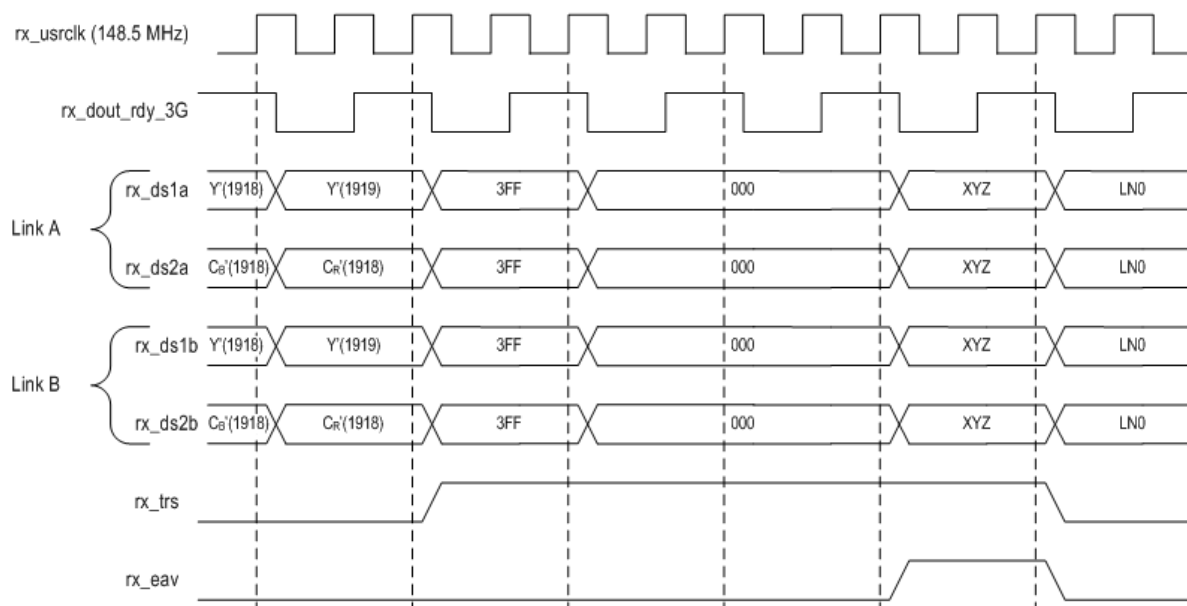 rx_usrclk (148.5 MHz)
rx_dout_rdy_3G
rx_ds1a Y'(1918) Y'(1919) 3FF 000 XYZ LN0
Link A
rx_ds2a CB'(1918) CR'(1918) 3FF 000 XYZ LN0
rx_ds1b Y'(1918) Y'(1919) 3FF 000 XYZ LN0
Link B
rx_ds2b CB'(1918) CR'(1918) 3FF 000 XYZ LN0
rx_trs
rx_eav